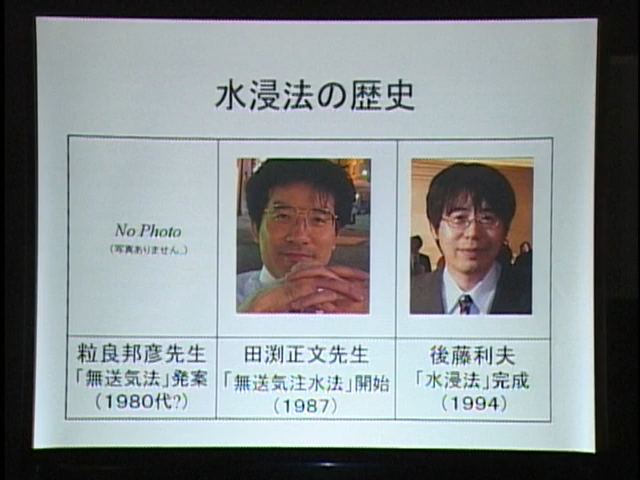 水浸法の歴史
No Photo
(写真ありません。)
粒良邦彦先生
「無送気法」発案
(1980代?)
田渕正文先生
「無送気注水法」開始
(1987)
後藤利夫
「水浸法」完成
(1994)